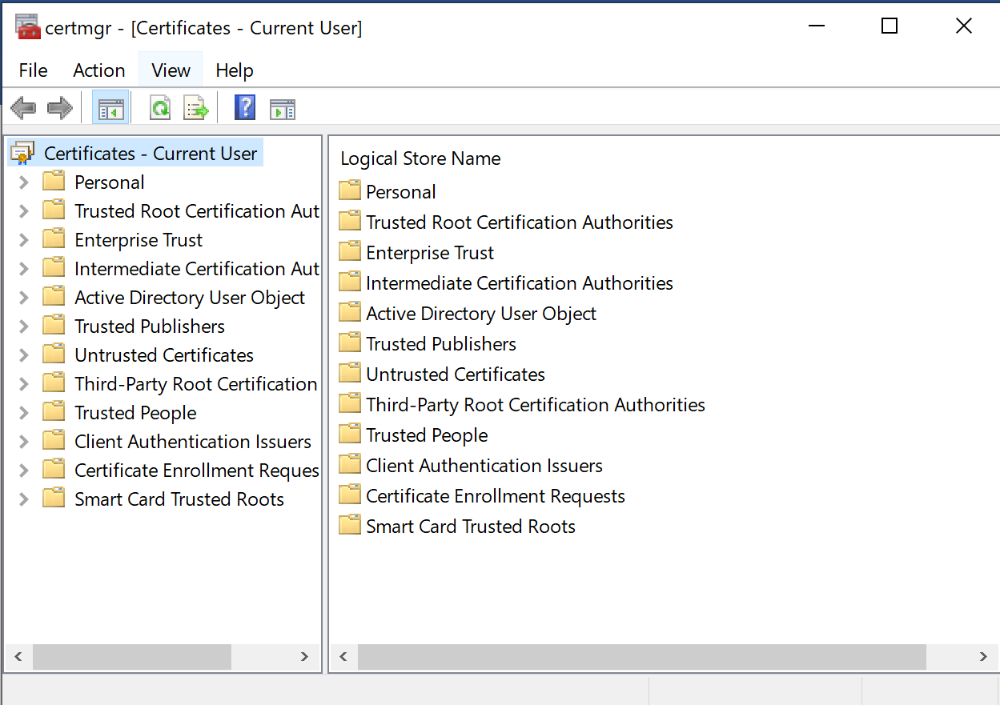 certmgr - [Certificates - Current User]
File Action View Help
Certificates - Current User
Personal
Trusted Root Certification Aut
Enterprise Trust
Intermediate Certification Aut
Active Directory User Object
Trusted Publishers
Untrusted Certificates
Third-Party Root Certification
Trusted People
Client Authentication Issuers
Certificate Enrollment Reques
Smart Card Trusted Roots
Logical Store Name
Personal
Trusted Root Certification Authorities
Enterprise Trust
Intermediate Certification Authorities
Active Directory User Object
Trusted Publishers
Untrusted Certificates
Third-Party Root Certification Authorities
Trusted People
Client Authentication Issuers
Certificate Enrollment Requests
Smart Card Trusted Roots